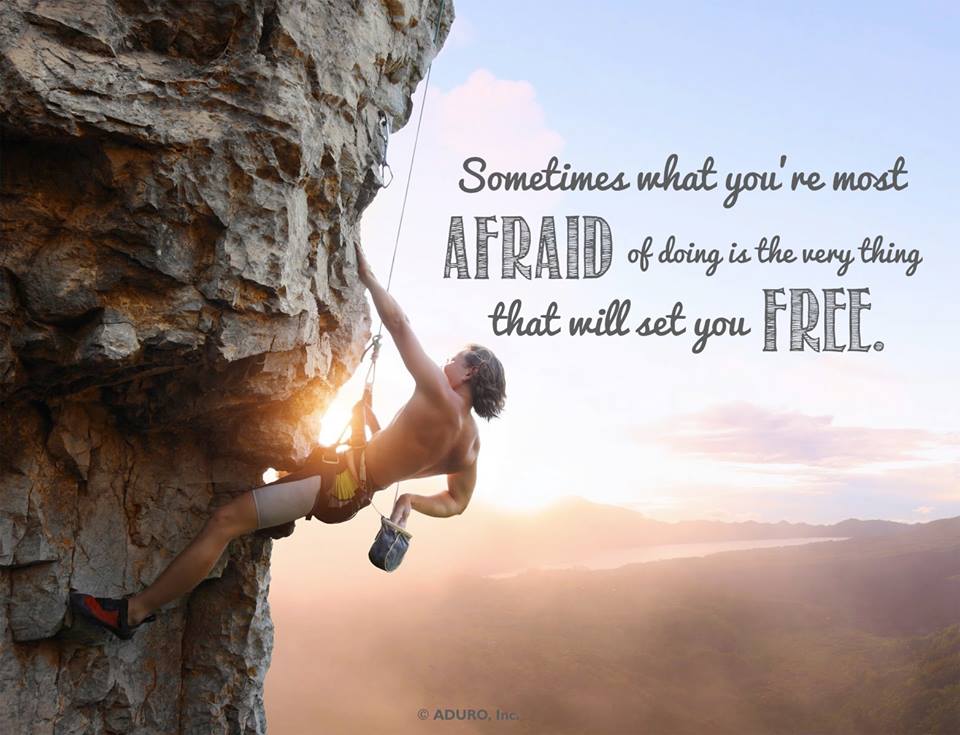 Sometimes what you're most
AFRAID of doing is the very thing
that will set you FREE.
© ADURO, Inc.